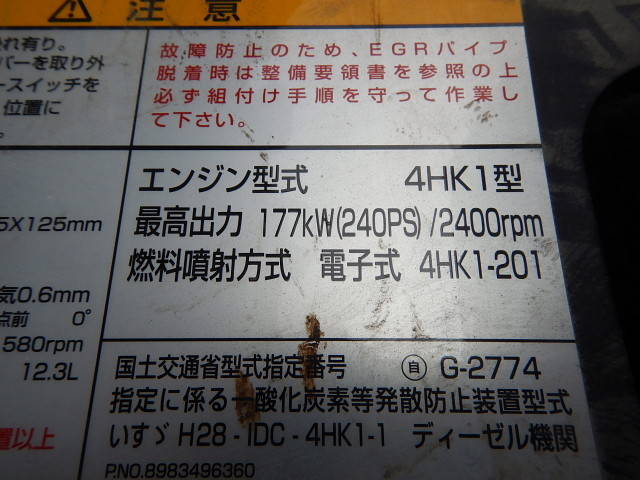 注意
れ有り。
バーを取り外
ースイッチを
位置に
故障防止のため、EGRパイプ
脱着時は整備要領書を参照の上
必ず組付け手順を守って作業し
て下さい。
エンジン型式 4HK1型
5X125mm
最高出力 177kW(240PS)/2400rpm
燃料噴射方式 電子式 4HK1-201
気0.6mm
点前 0°
580rpm
12.3L
置以上
国土交通省型式指定番号 ㊙自 G-2774
指定に係る一酸化炭素等発散防止装置型式
いすゞ H28-IDC-4HK1-1 ディーゼル機関
P.NO.8983496360